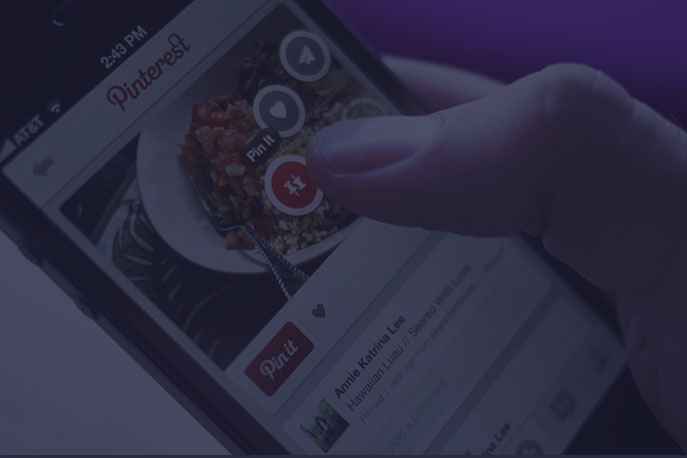 AT&T
2:43 PM
Pinterest
Pin It
Pin it
Annie Katrina Lee
Hawaiian Luau // Seared With Love
Pinned 1 year ago from
Add a comment